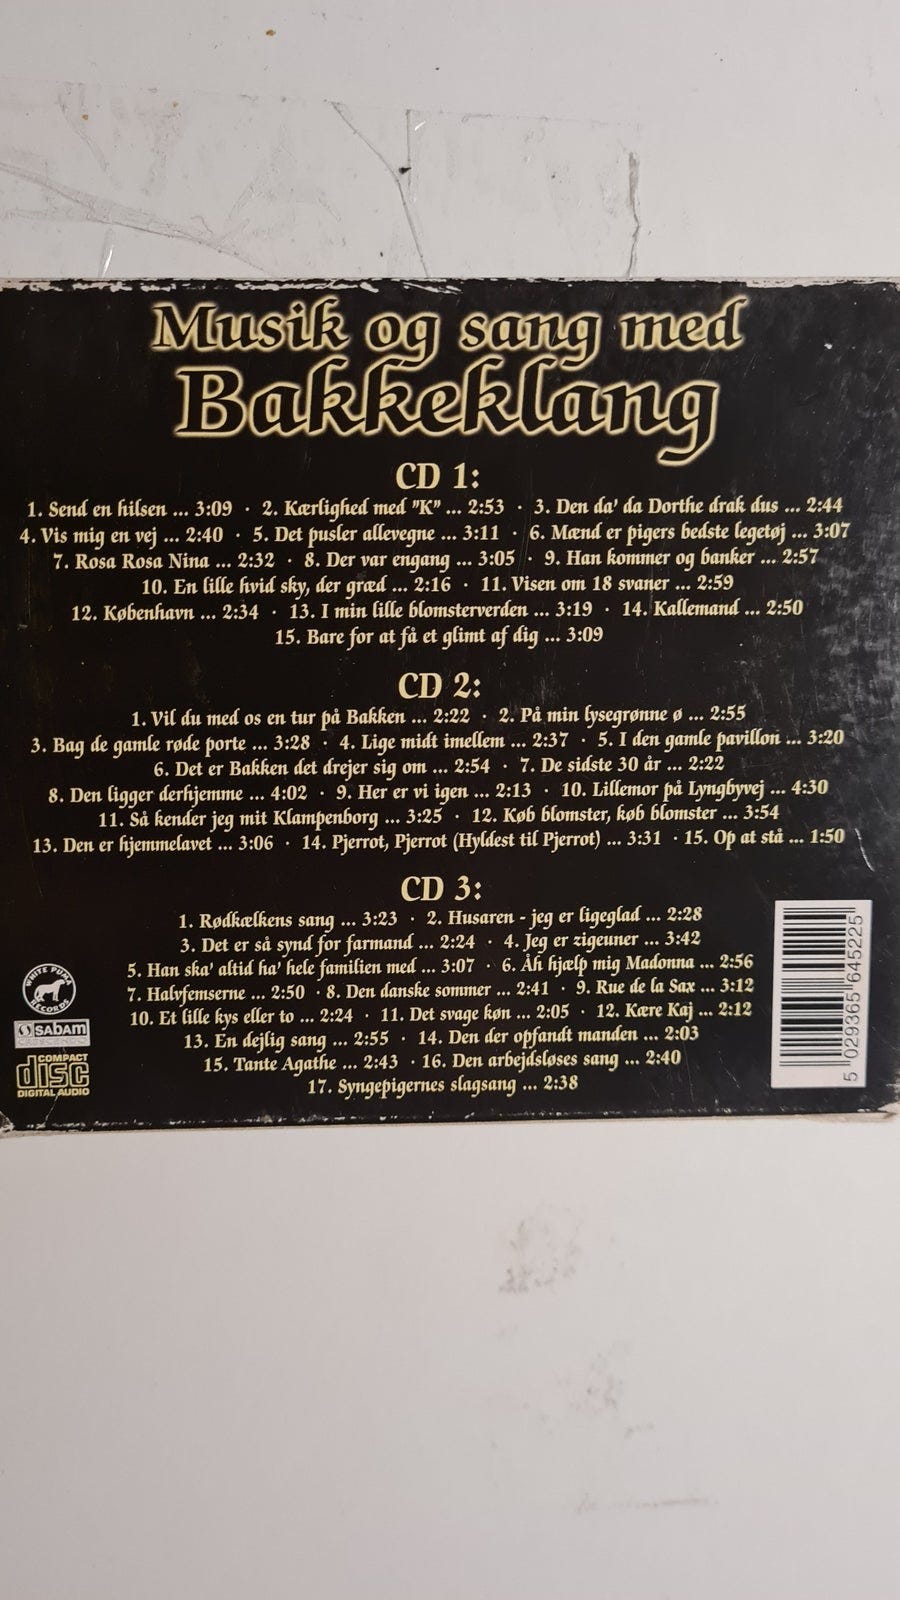 Musik og sang med
Bakkeklang
CD 1:
1. Send en hilsen ... 3:09 · 2. Kærlighed med "K" ... 2:53 · 3. Den da' da Dorthe drak dus ... 2:44
4. Vis mig en vej ... 2:40 · 5. Det pusler allevegne ... 3:11 · 6. Mænd er pigers bedste legetøj ... 3:07
7. Rosa Rosa Nina ... 2:32 · 8. Der var engang ... 3:05 · 9. Han kommer og banker ... 2:57
10. En lille hvid sky, der græd ... 2:16 · 11. Visen om 18 svaner ... 2:59
12. København ... 2:34 · 13. I min lille blomsterverden ... 3:19 · 14. Kallemand ... 2:50
15. Bare for at få et glimt af dig ... 3:09
CD 2:
1. Vil du med os en tur på Bakken ... 2:22 · 2. På min lysegrønne ø ... 2:55
3. Bag de gamle røde porte ... 3:28 · 4. Lige midt imellem ... 2:37 · 5. I den gamle pavillon ... 3:20
6. Det er Bakken det drejer sig om ... 2:54 · 7. De sidste 30 år ... 2:22
8. Den ligger derhjemme ... 4:02 · 9. Her er vi igen ... 2:13 · 10. Lillemor på Lyngbyvej ... 4:30
11. Så kender jeg mit Klampenborg ... 3:25 · 12. Køb blomster, køb blomster ... 3:54
13. Den er hjemmelavet ... 3:06 · 14. Pjerrot, Pjerrot (Hyldest til Pjerrot) ... 3:31 · 15. Op at stå ... 1:50
CD 3:
1. Rødkælkens sang ... 3:23 · 2. Husaren - jeg er ligeglad ... 2:28
3. Det er så synd for farmand ... 2:24 · 4. Jeg er zigeuner ... 3:42
5. Han ska' altid ha' hele familien med ... 3:07 · 6. Åh hjælp mig Madonna ... 2:56
7. Halvfemserne ... 2:50 · 8. Den danske sommer ... 2:41 · 9. Rue de la Sax ... 3:12
10. Et lille kys eller to ... 2:24 · 11. Det svage køn ... 2:05 · 12. Kære Kaj ... 2:12
13. En dejlig sang ... 2:55 · 14. Den der opfandt manden ... 2:03
15. Tante Agathe ... 2:43 · 16. Den arbejdsløses sang ... 2:40
17. Syngepigernes slagsang ... 2:38
WHITE PUMA
RECORDS
sabam
COMPACT
disc
DIGITAL AUDIO
5 029365 645225